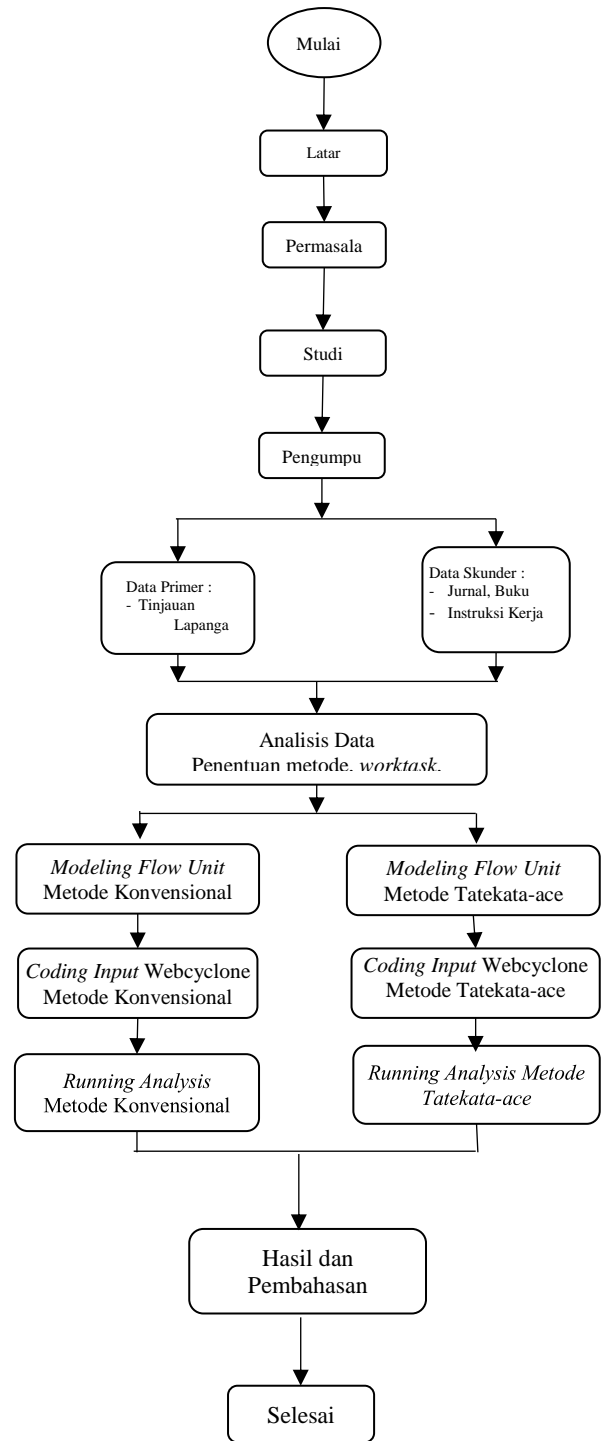 Mulai
Latar
Permasala
Studi
Pengumpu
Data Primer :
- Tinjauan
Lapanga
Data Skunder :
- Jurnal, Buku
- Instruksi Kerja
Analisis Data
Penentuan metode, worktask,
Modeling Flow Unit
Metode Konvensional
Modeling Flow Unit
Metode Tatekata-ace
Coding Input Webcyclone
Metode Konvensional
Coding Input Webcyclone
Metode Tatekata-ace
Running Analysis
Metode Konvensional
Running Analysis Metode
Tatekata-ace
Hasil dan
Pembahasan
Selesai